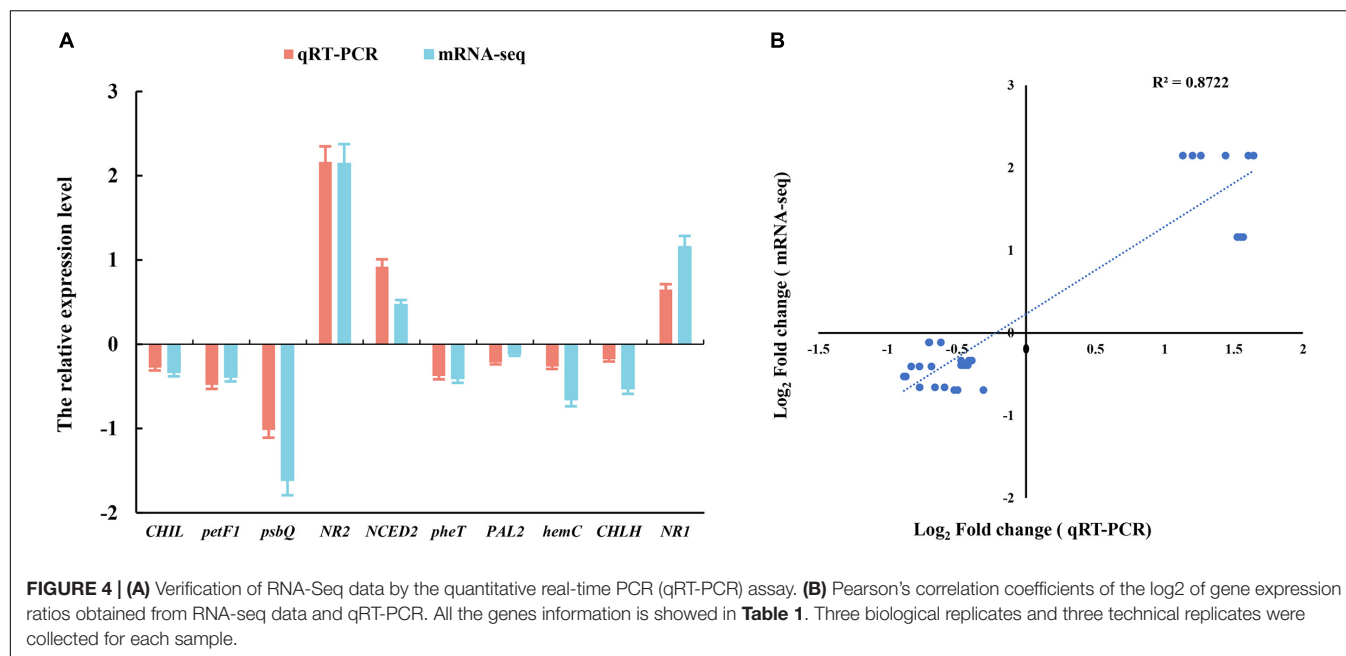 A
qRT-PCR mRNA-seq
The relative expression level
3
2
1
0
-1
-2
CHIL petF1 psbQ NR2 NCED2 pheT PAL2 hemC CHLH NR1
B
R² = 0.8722
Log₂ Fold change ( mRNA-seq)
3
2
1
0
-1
-2
-1.5 -1 -0.5 0 0.5 1 1.5 2
Log₂ Fold change ( qRT-PCR)
FIGURE 4 | (A) Verification of RNA-Seq data by the quantitative real-time PCR (qRT-PCR) assay. (B) Pearson's correlation coefficients of the log2 of gene expression
ratios obtained from RNA-seq data and qRT-PCR. All the genes information is showed in Table 1. Three biological replicates and three technical replicates were
collected for each sample.